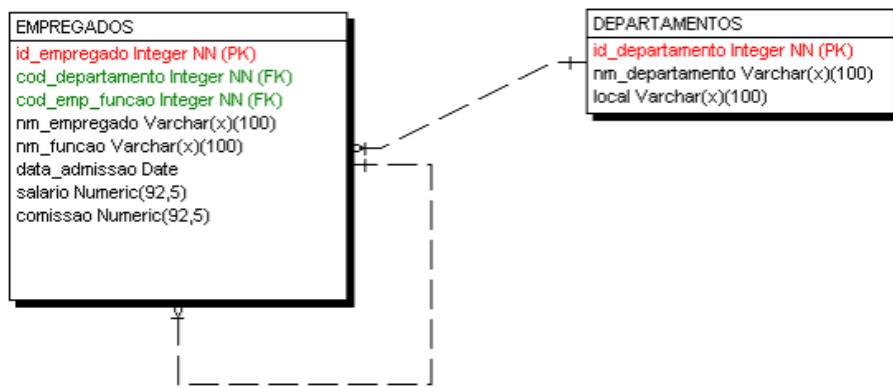 EMPREGADOS
id_empregado Integer NN (PK)
cod_departamento Integer NN (FK)
cod_emp_funcao Integer NN (FK)
nm_empregado Varchar(x)(100)
nm_funcao Varchar(x)(100)
data_admissao Date
salario Numeric(92,5)
comissao Numeric(92,5)
DEPARTAMENTOS
id_departamento Integer NN (PK)
nm_departamento Varchar(x)(100)
local Varchar(x)(100)